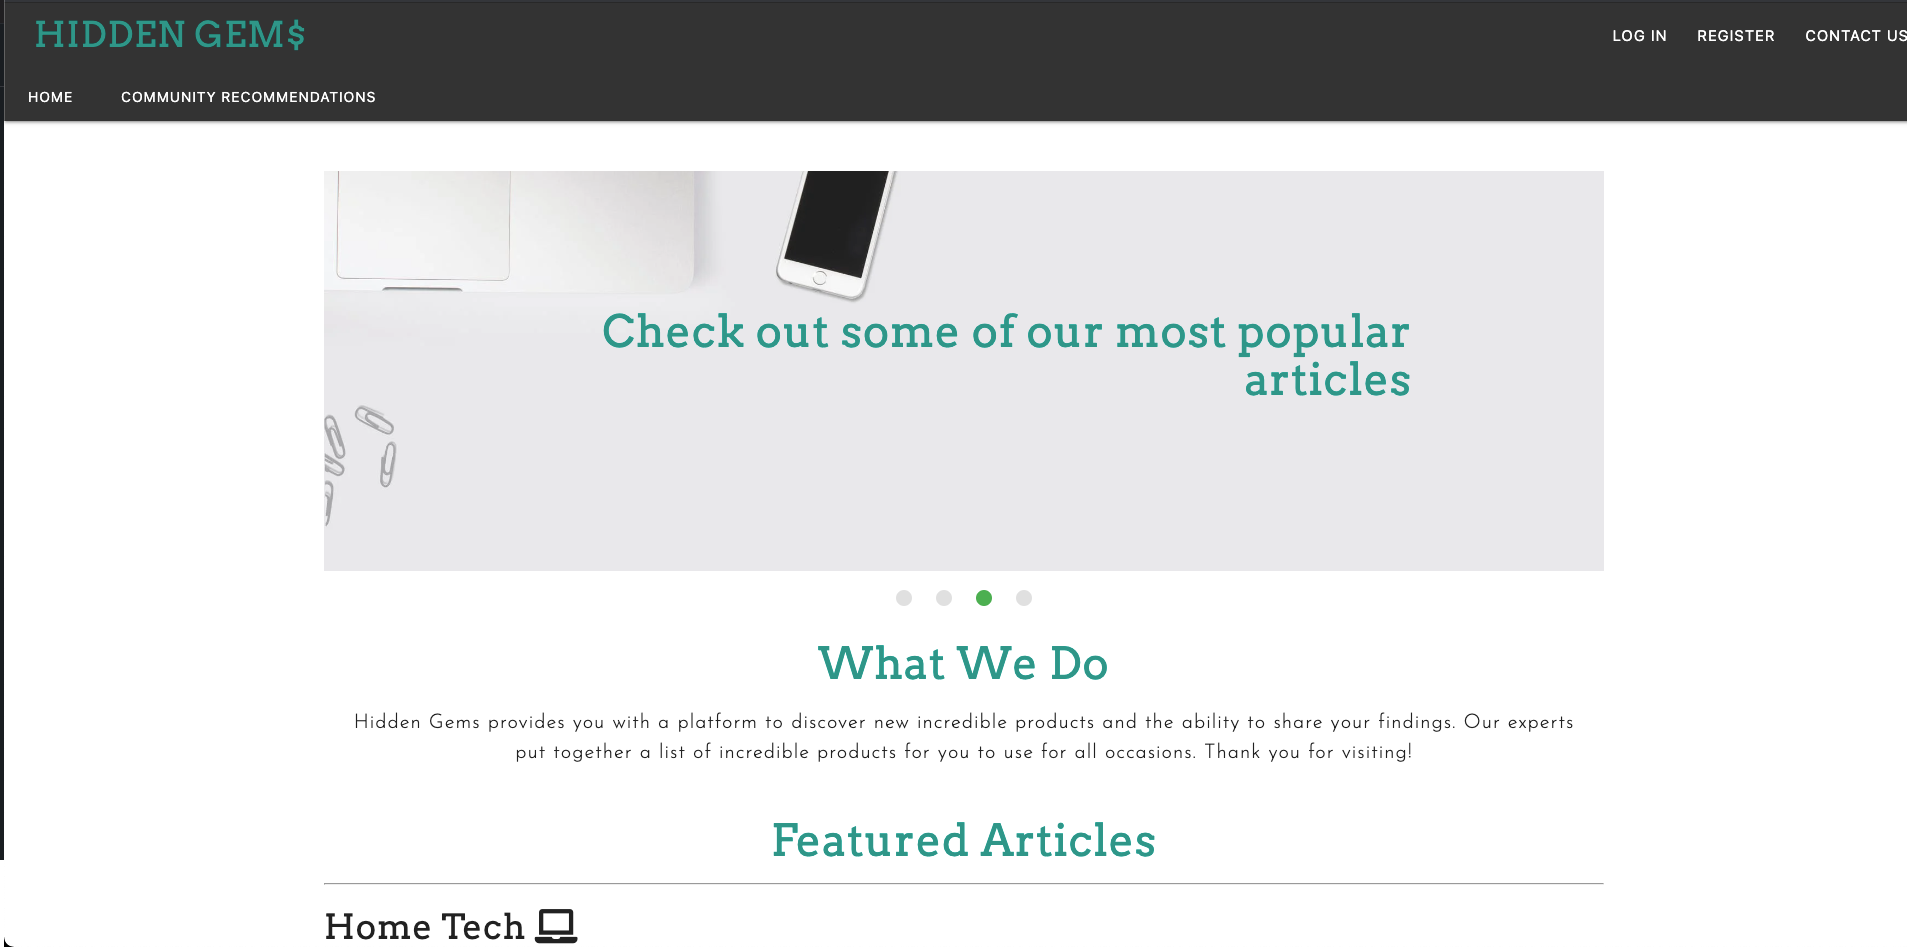 HIDDEN GEM$
LOG IN
REGISTER
CONTACT US
HOME
COMMUNITY RECOMMENDATIONS
Check out some of our most popular
articles
What We Do
Hidden Gems provides you with a platform to discover new incredible products and the ability to share your findings. Our experts
put together a list of incredible products for you to use for all occasions. Thank you for visiting!
Featured Articles
Home Tech